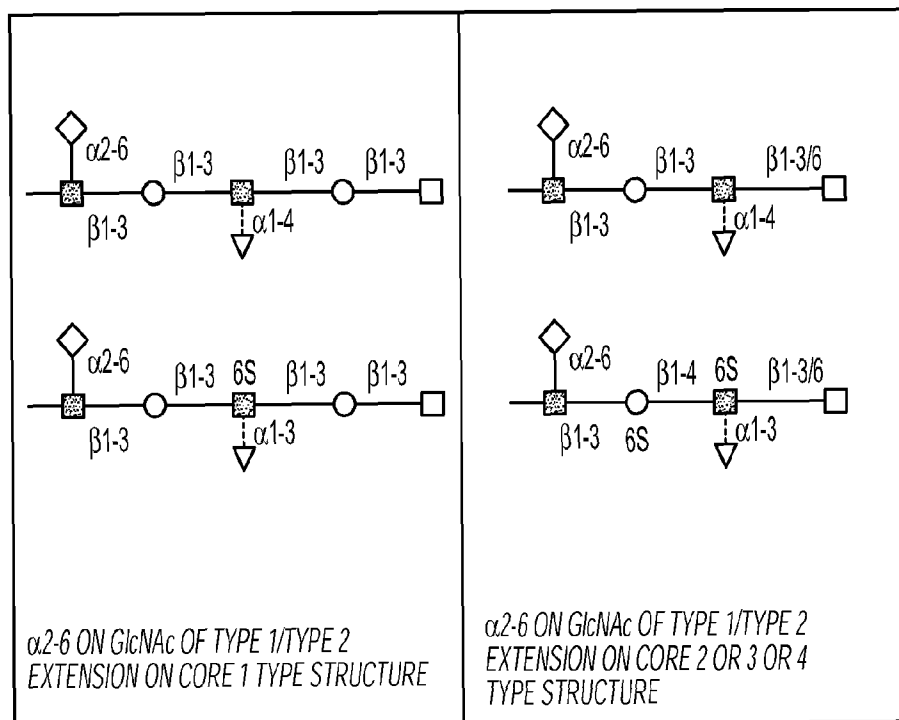 α2-6
β1-3 β1-3 β1-3
β1-3 α1-4
α2-6
β1-3 6S β1-3 β1-3
β1-3 α1-3
α2-6 ON GlcNAc OF TYPE 1/TYPE 2
EXTENSION ON CORE 1 TYPE STRUCTURE
α2-6
β1-3 β1-3/6
β1-3 α1-4
α2-6
β1-4 6S β1-3/6
β1-3 6S α1-3
α2-6 ON GlcNAc OF TYPE 1/TYPE 2
EXTENSION ON CORE 2 OR 3 OR 4
TYPE STRUCTURE